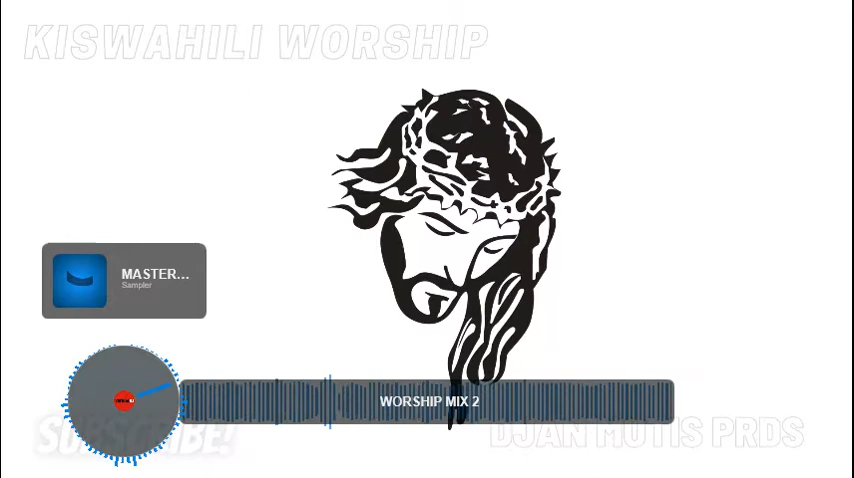 KISWAHILI WORSHIP
MASTER...
Sampler
WORSHIP MIX 2
SUBSCRIBE!
DJAN MUTIS PRDS